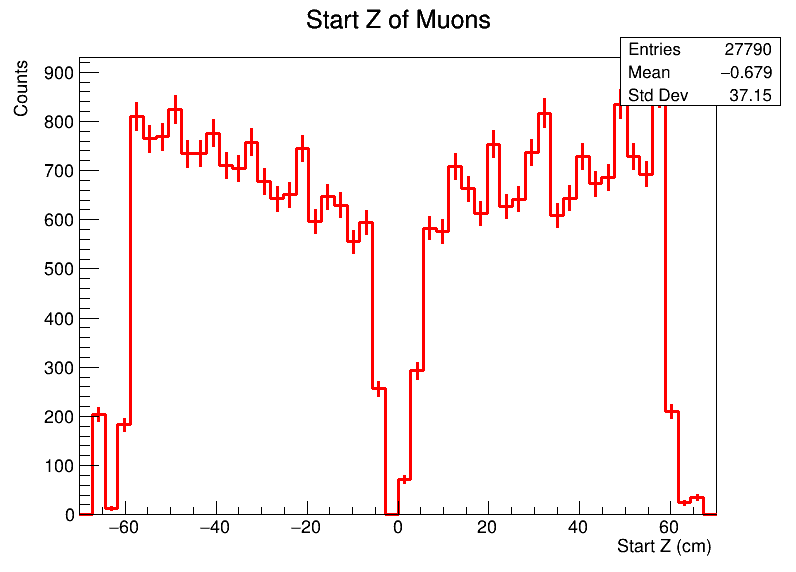 Start Z of Muons
Entries 27790
Mean −0.679
Std Dev 37.15
Counts
900
800
700
600
500
400
300
200
100
0
−60 −40 −20 0 20 40 60
Start Z (cm)